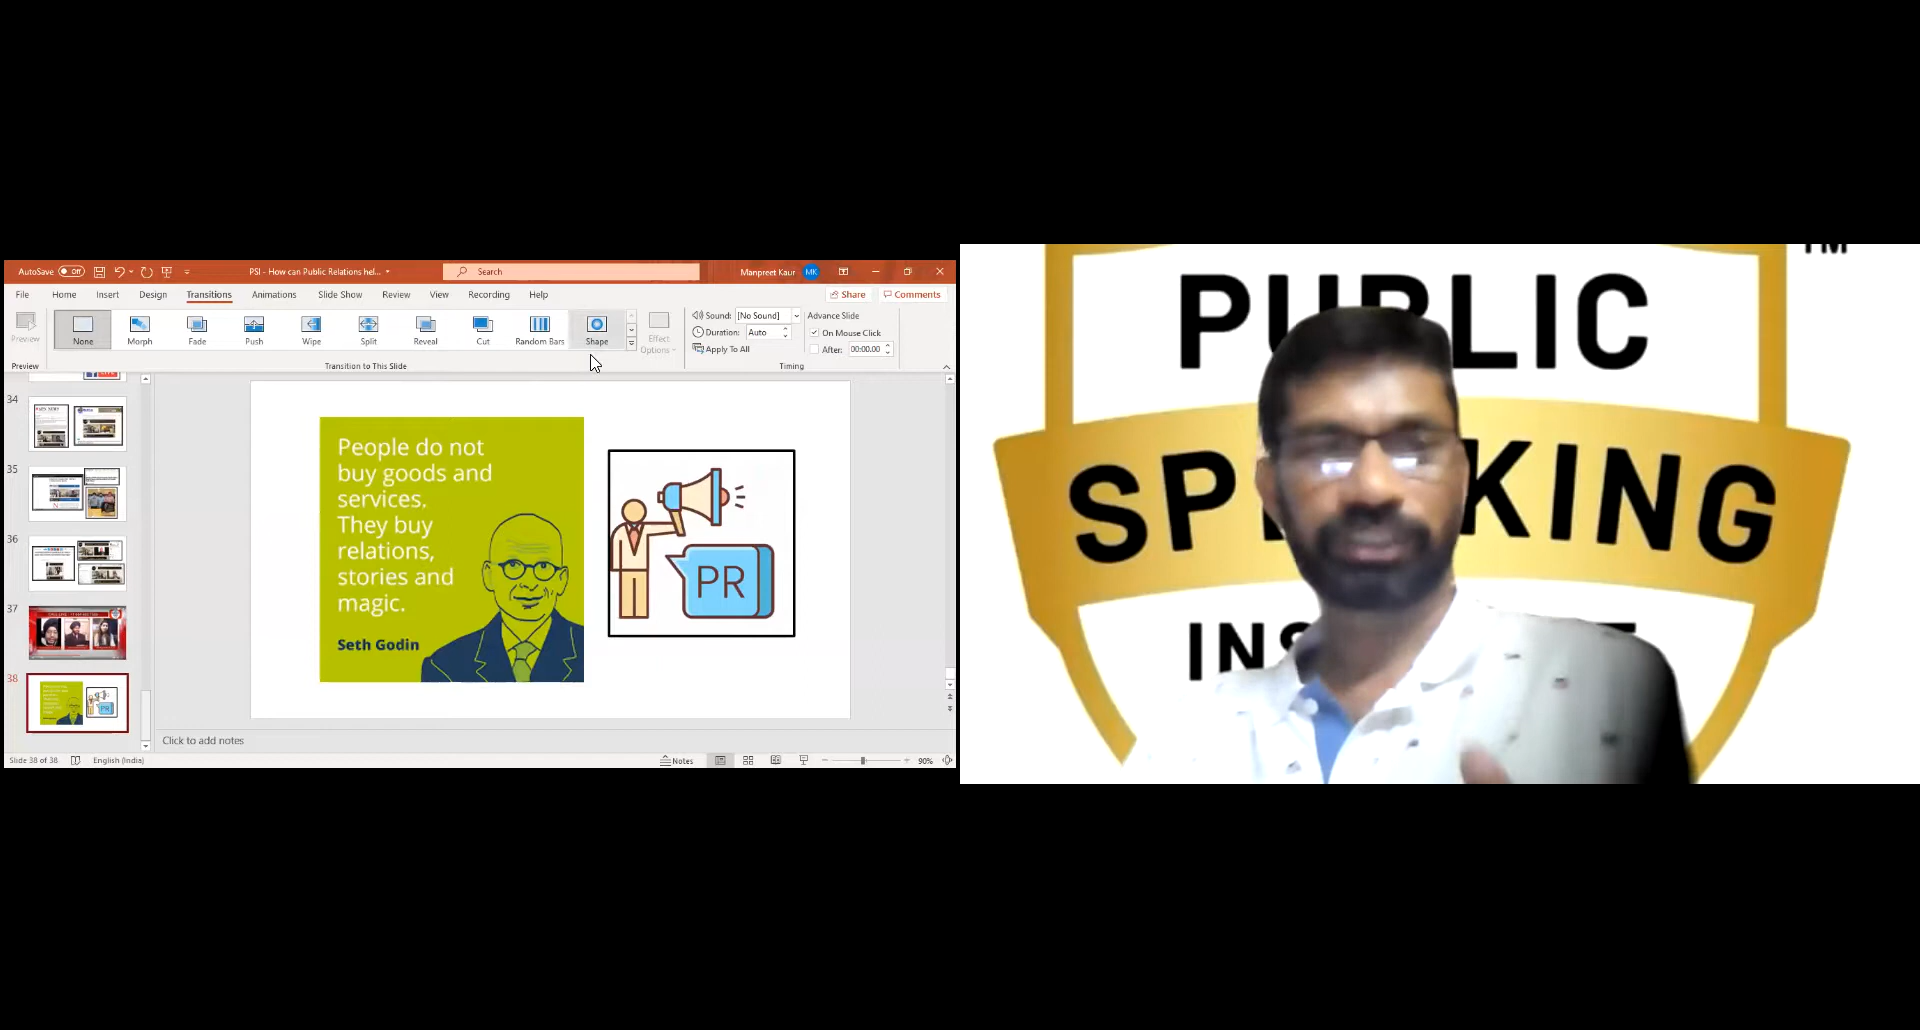 AutoSave Off
PSI - How can Public Relations hel...
Search
Manpreet Kaur MK
File Home Insert Design Transitions Animations Slide Show Review View Recording Help
Share Comments
Preview
None Morph Fade Push Wipe Split Reveal Cut Random Bars Shape
Effect
Options
Sound: [No Sound]
Duration: Auto
Apply To All
Advance Slide
On Mouse Click
After: 00:00.00
Preview Transition to This Slide Timing
34
35
36
37
38
People do not
buy goods and
services.
They buy
relations,
stories and
magic.
Seth Godin
PR
Click to add notes
Slide 38 of 38 English (India) Notes 90%
TM
PUBLIC
SP KING
INS